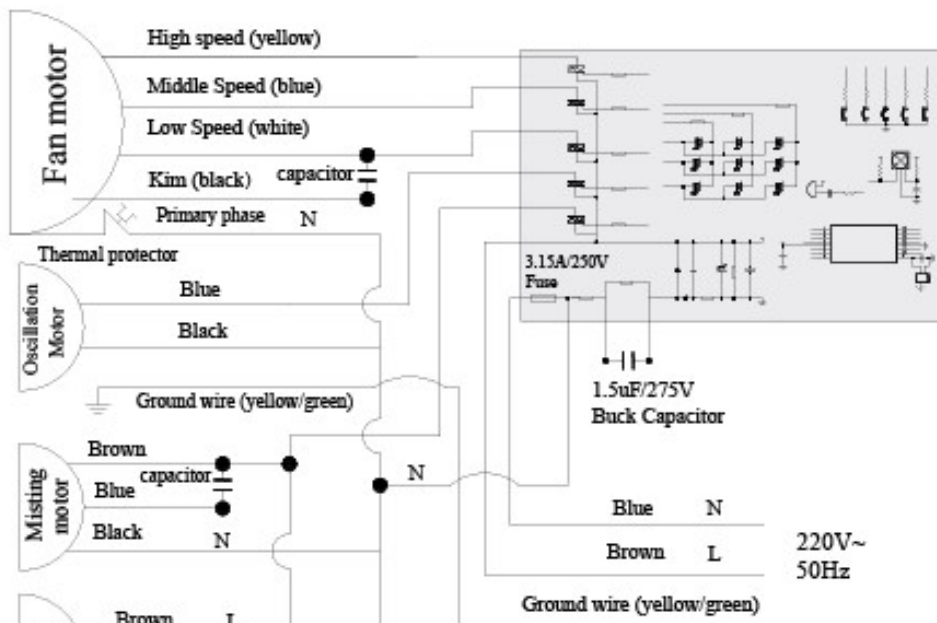 Fan motor
High speed (yellow)
Middle Speed (blue)
Low Speed (white)
Kim (black)
capacitor
Primary phase
N
Thermal protector
Oscillation
Motor
Blue
Black
Ground wire (yellow/green)
3.15A/250V
Fuse
1.5uF/275V
Buck Capacitor
Misting
motor
Brown
capacitor
Blue
Black
N
N
Blue N
Brown L
220V~
50Hz
Ground wire (yellow/green)
Brown L